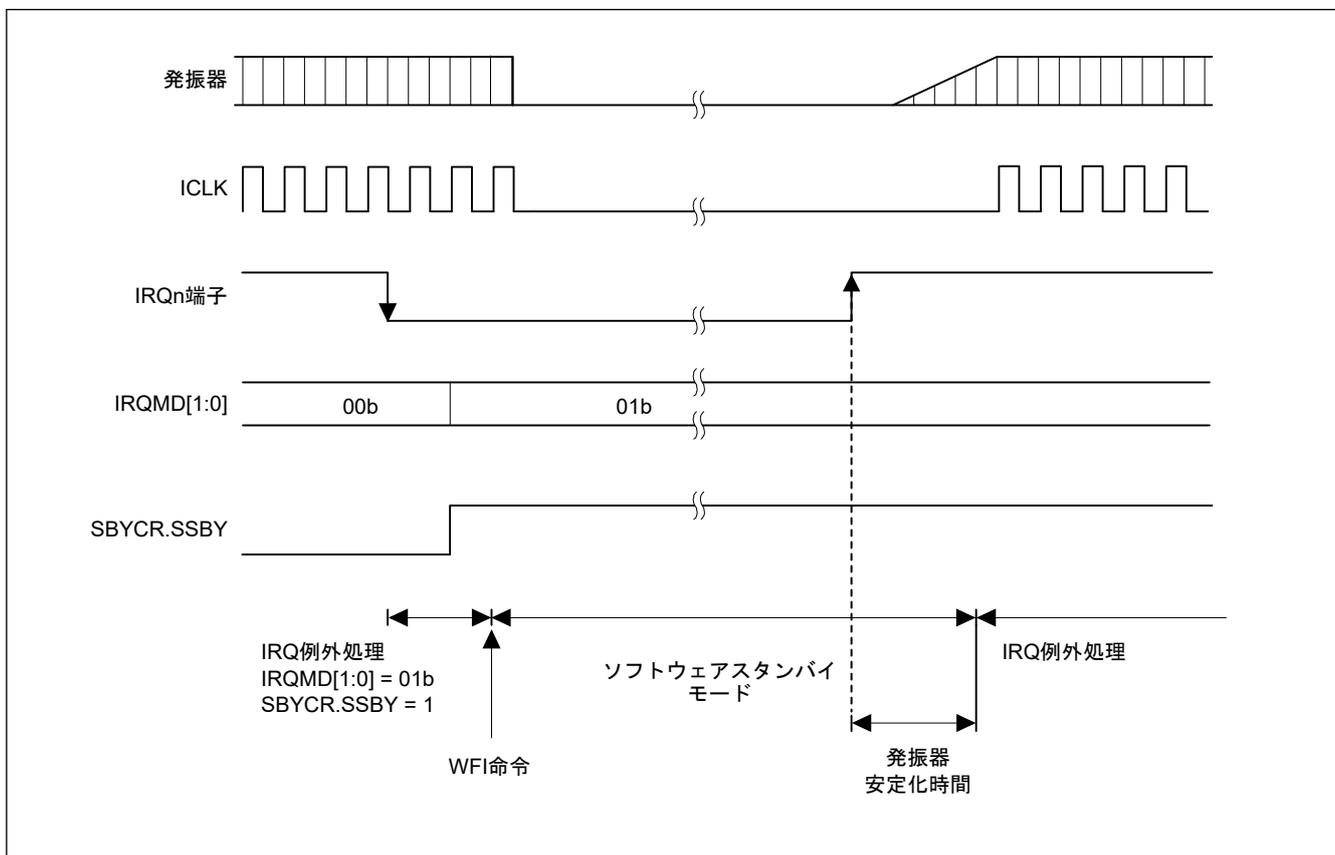 発振器
ICLK
IRQn端子
IRQMD[1:0]
00b
01b
SBYCR.SSBY
IRQ例外処理
IRQMD[1:0] = 01b
SBYCR.SSBY = 1
WFI命令
ソフトウェアスタンバイ
モード
IRQ例外処理
発振器
安定化時間